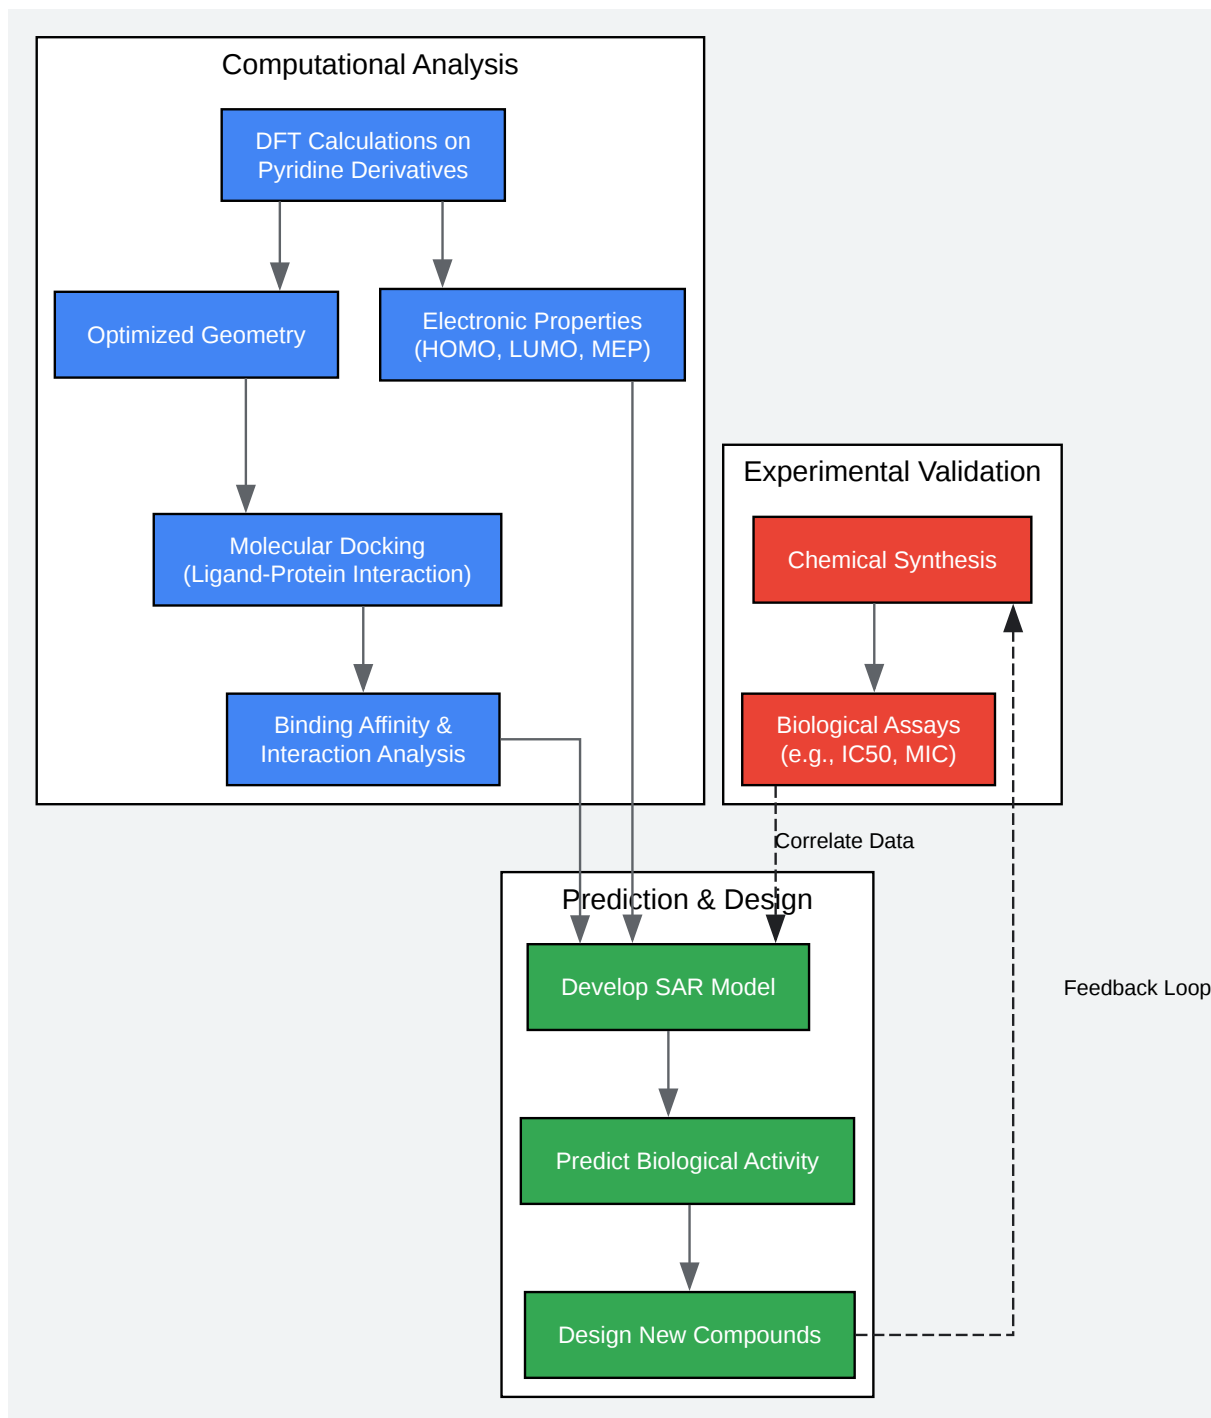 Computational Analysis
DFT Calculations on
Pyridine Derivatives
Optimized Geometry
Electronic Properties
(HOMO, LUMO, MEP)
Molecular Docking
(Ligand-Protein Interaction)
Binding Affinity &
Interaction Analysis
Experimental Validation
Chemical Synthesis
Biological Assays
(e.g., IC50, MIC)
Correlate Data
Prediction & Design
Develop SAR Model
Feedback Loop
Predict Biological Activity
Design New Compounds